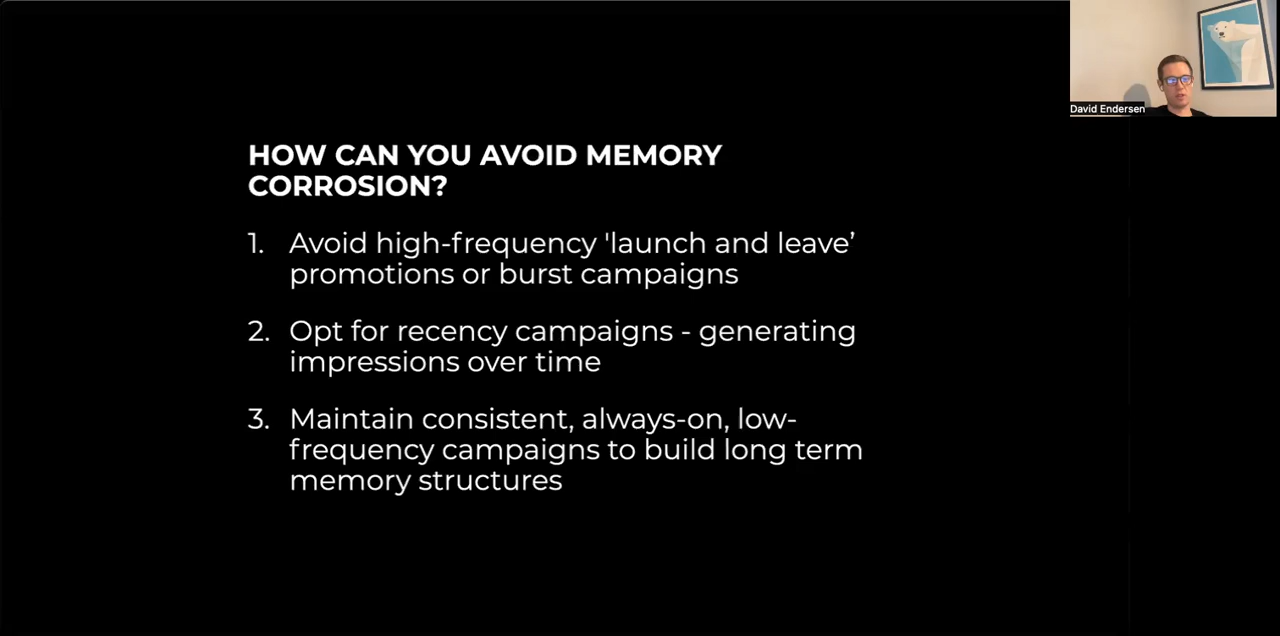 HOW CAN YOU AVOID MEMORY
CORROSION?
1. Avoid high-frequency 'launch and leave’
promotions or burst campaigns
2. Opt for recency campaigns - generating
impressions over time
3. Maintain consistent, always-on, low-
frequency campaigns to build long term
memory structures
David Endersen